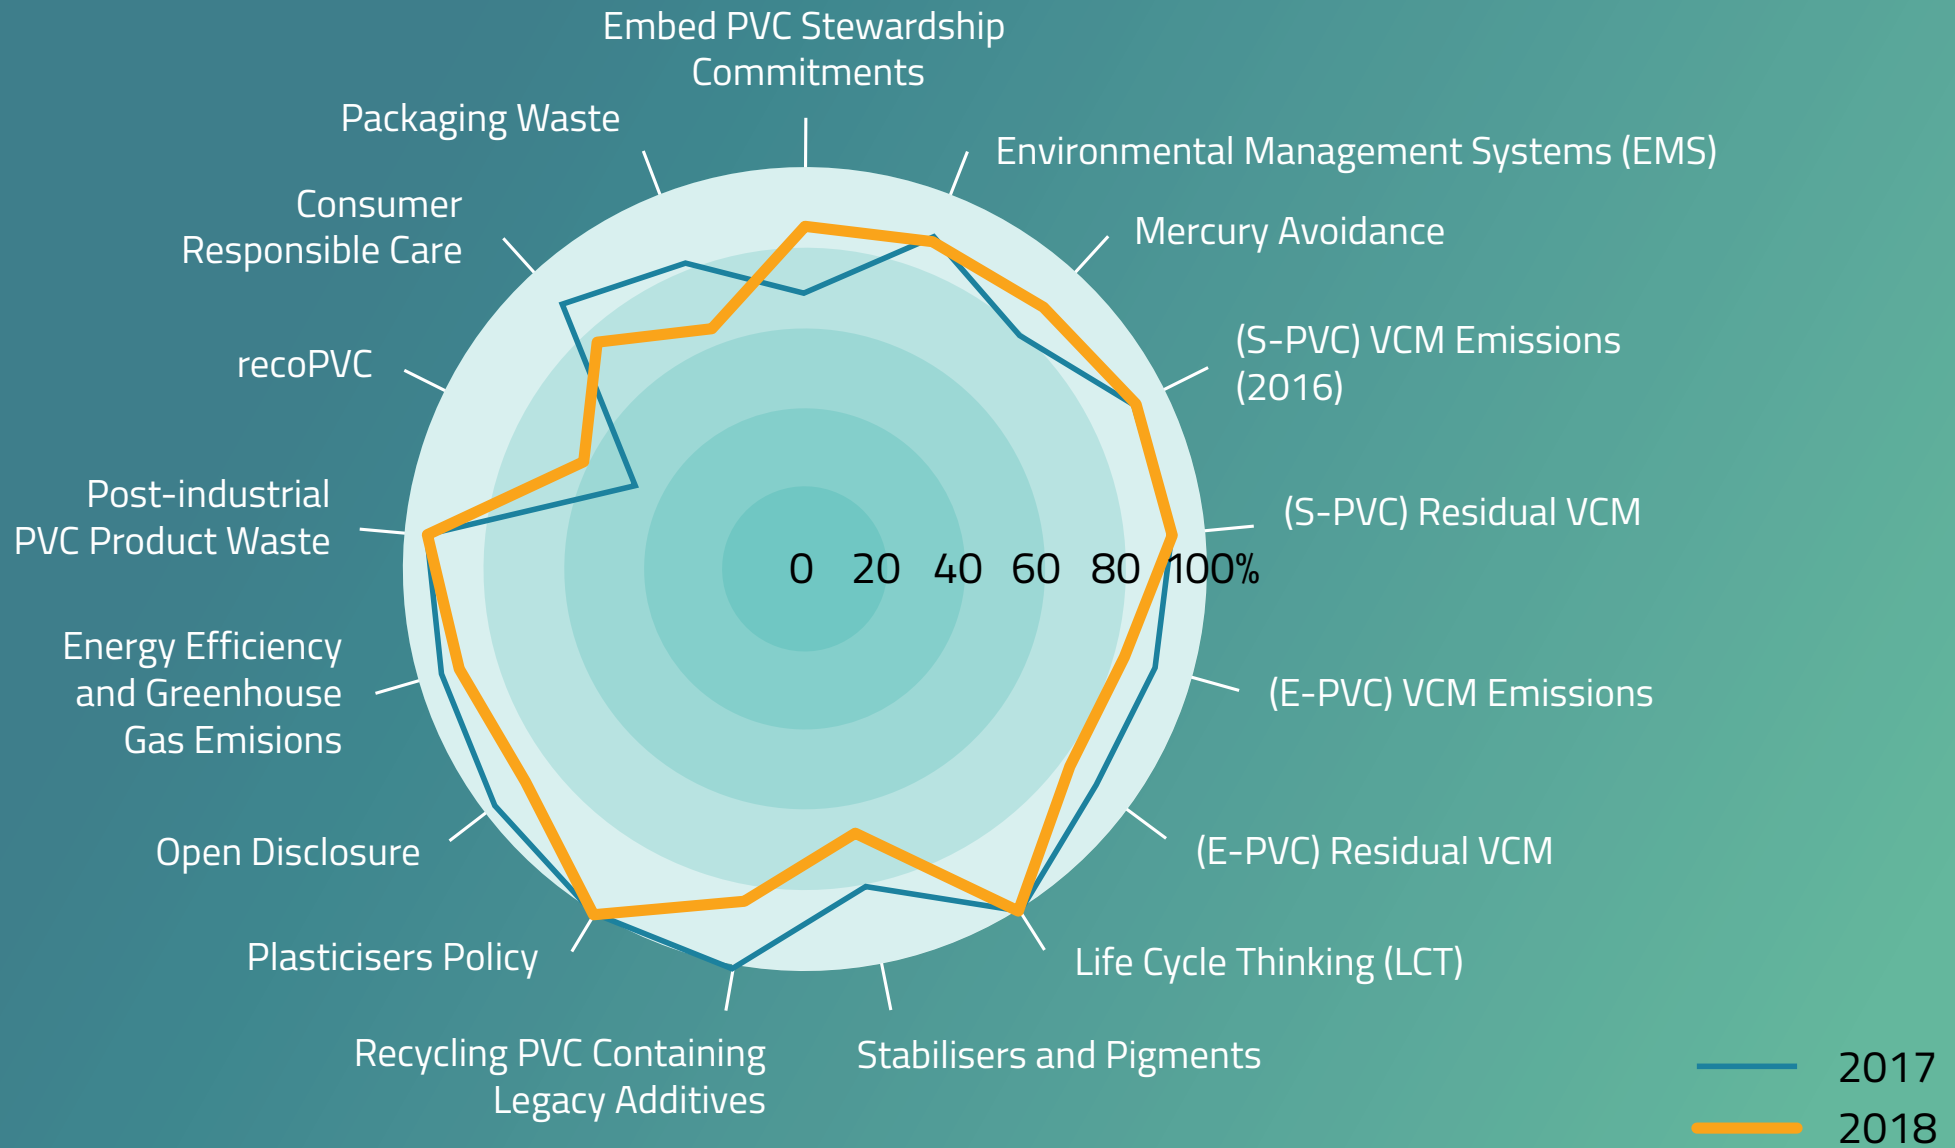 Embed PVC Stewardship
Commitments
Packaging Waste
Environmental Management Systems (EMS)
Consumer
Responsible Care
Mercury Avoidance
recoPVC
(S-PVC) VCM Emissions
(2016)
Post-industrial
PVC Product Waste
(S-PVC) Residual VCM
0 20 40 60 80 100%
Energy Efficiency
and Greenhouse
Gas Emisions
(E-PVC) VCM Emissions
Open Disclosure
(E-PVC) Residual VCM
Plasticisers Policy
Life Cycle Thinking (LCT)
Recycling PVC Containing
Legacy Additives
Stabilisers and Pigments
2017
2018